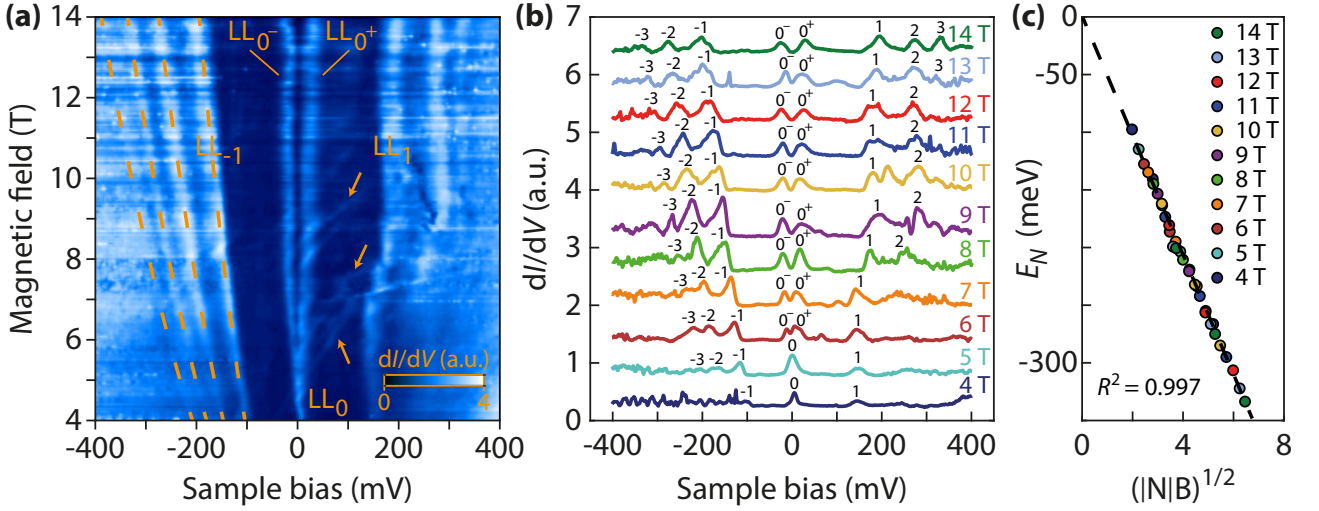 (a)
14
12
10
8
6
4
Magnetic field (T)
-400
-200
0
200
400
Sample bias (mV)
LL0-
LL0+
LL-1
LL1
LL0
dI/dV (a.u.)
0
4
(b)
7
6
5
4
3
2
1
0
dI/dV (a.u.)
-400
-200
0
200
400
Sample bias (mV)
-3 -2 -1 0- 0+ 1 2 3 14 T
-3 -2 -1 0- 0+ 1 2 3 13 T
-3 -2 -1 0- 0+ 1 2 12 T
-3 -2 -1 0- 0+ 1 2 11 T
-3 -2 -1 0- 0+ 1 2 10 T
-3 -2 -1 0- 0+ 1 2 9 T
-3 -2 -1 0- 0+ 1 2 8 T
-3 -2 -1 0- 0+ 1 7 T
-3 -2 -1 0- 0+ 1 6 T
-3 -2 -1 0 1 5 T
-1 0 1 4 T
(c)
0
-50
-300
EN (meV)
14 T
13 T
12 T
11 T
10 T
9 T
8 T
7 T
6 T
5 T
4 T
R² = 0.997
0
4
8
(|N|B)1/2